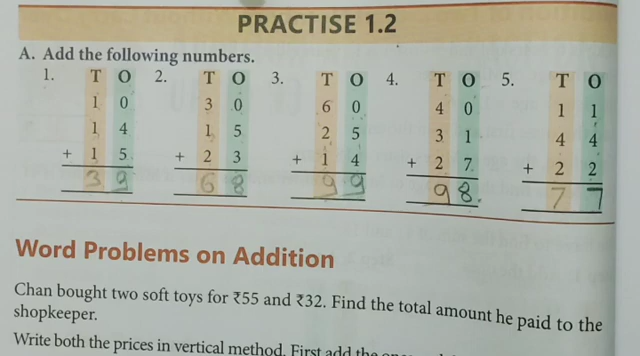 PRACTISE 1.2
A. Add the following numbers.
1. T O 2. T O 3. T O 4. T O 5. T O
1 0 3 0 6 0 4 0 1 1
1 4 1 5 2 5 3 1 4 4
+ 1 5 + 2 3 + 1 4 + 2 7 + 2 2
3 9 6 8 9 9 9 8 7 7
Word Problems on Addition
Chan bought two soft toys for ₹55 and ₹32. Find the total amount he paid to the
shopkeeper.
Write both the prices in vertical method. First add the